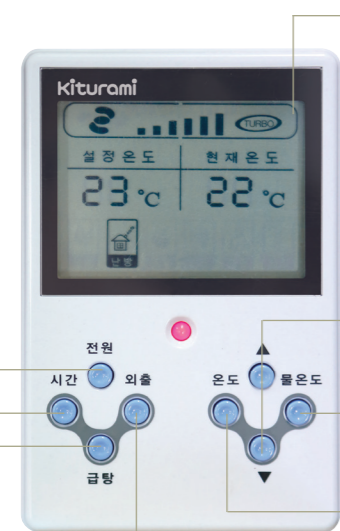 Kiturami
TURBO
설정온도 현재온도
23°C 22°C
난방
전원 ▲
시간 외출 온도 물온도
급탕 ▼